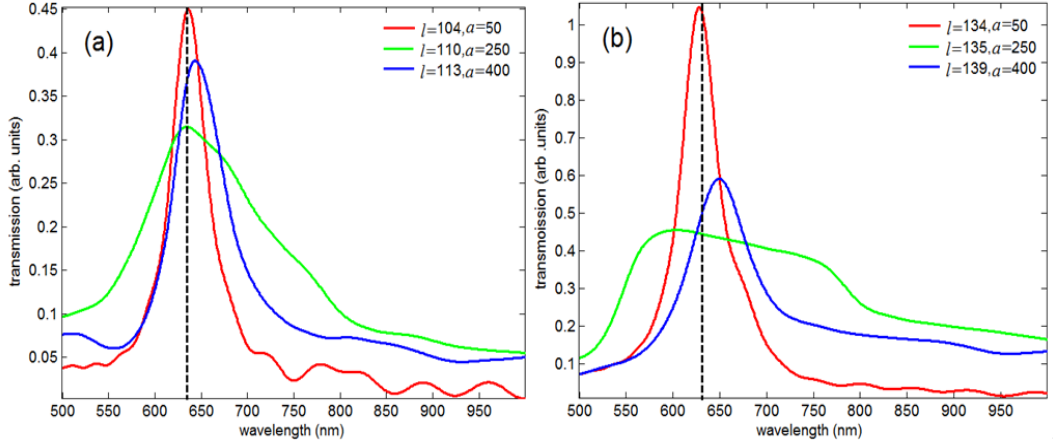 (a)
l=104,a=50
l=110,a=250
l=113,a=400
transmission (arb. units)
0.45
0.4
0.35
0.3
0.25
0.2
0.15
0.1
0.05
500 550 600 650 700 750 800 850 900 950
wavelength (nm)
(b)
l=134,a=50
l=135,a=250
l=139,a=400
transmoission (arb .units)
1
0.9
0.8
0.7
0.6
0.5
0.4
0.3
0.2
0.1
500 550 600 650 700 750 800 850 900 950
wavelength (nm)